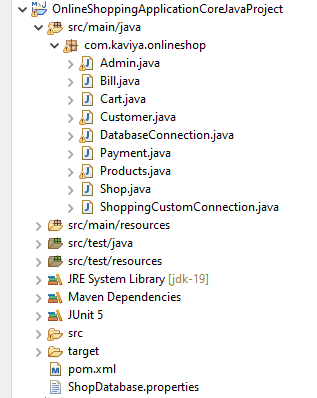 OnlineShoppingApplicationCoreJavaProject
src/main/java
com.kaviya.onlineshop
Admin.java
Bill.java
Cart.java
Customer.java
DatabaseConnection.java
Payment.java
Products.java
Shop.java
ShoppingCustomConnection.java
src/main/resources
src/test/java
src/test/resources
JRE System Library [jdk-19]
Maven Dependencies
JUnit 5
src
target
pom.xml
ShopDatabase.properties